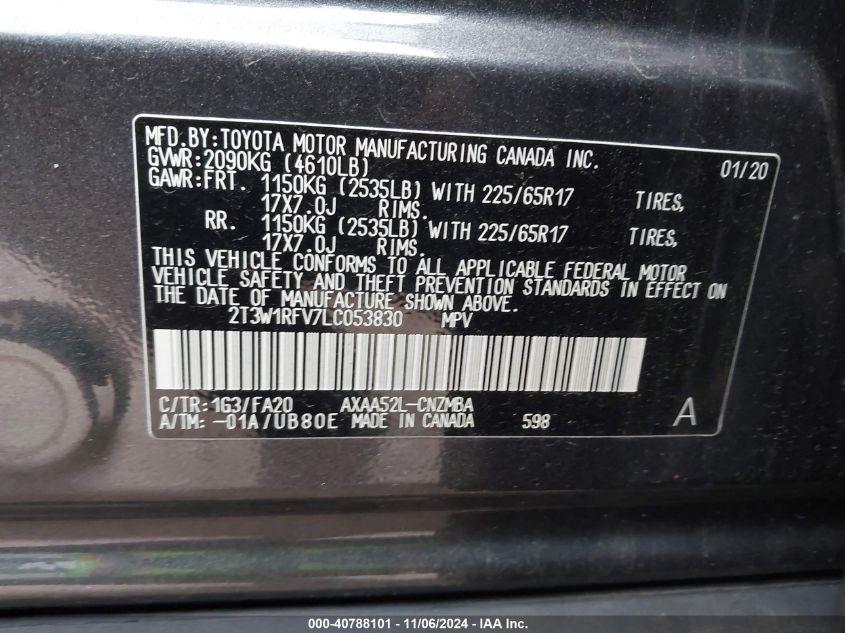 MFD.BY:TOYOTA MOTOR MANUFACTURING CANADA INC. 01/20
GVWR:2090KG (4610LB)
GAWR:FRT. 1150KG (2535LB) WITH 225/65R17 TIRES,
17X7.0J RIMS.
RR. 1150KG (2535LB) WITH 225/65R17 TIRES,
17X7.0J RIMS.
THIS VEHICLE CONFORMS TO ALL APPLICABLE FEDERAL MOTOR
VEHICLE SAFETY AND THEFT PREVENTION STANDARDS IN EFFECT ON
THE DATE OF MANUFACTURE SHOWN ABOVE.
2T3W1RFV7LC053830 MPV
C/TR: 1G3/FA20 AXAA52L-CNZMBA
A/TM: -01A/UB80E MADE IN CANADA 598 A
000-40788101 - 11/06/2024 - IAA Inc.